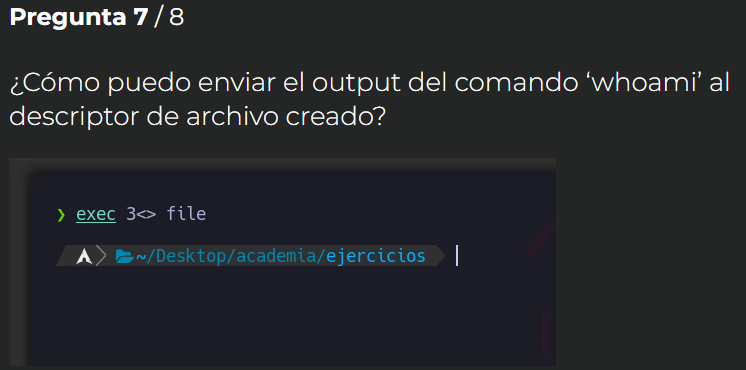 Pregunta 7 / 8
¿Cómo puedo enviar el output del comando ‘whoami’ al
descriptor de archivo creado?
❯ exec 3<> file
~/Desktop/academia/ejercicios